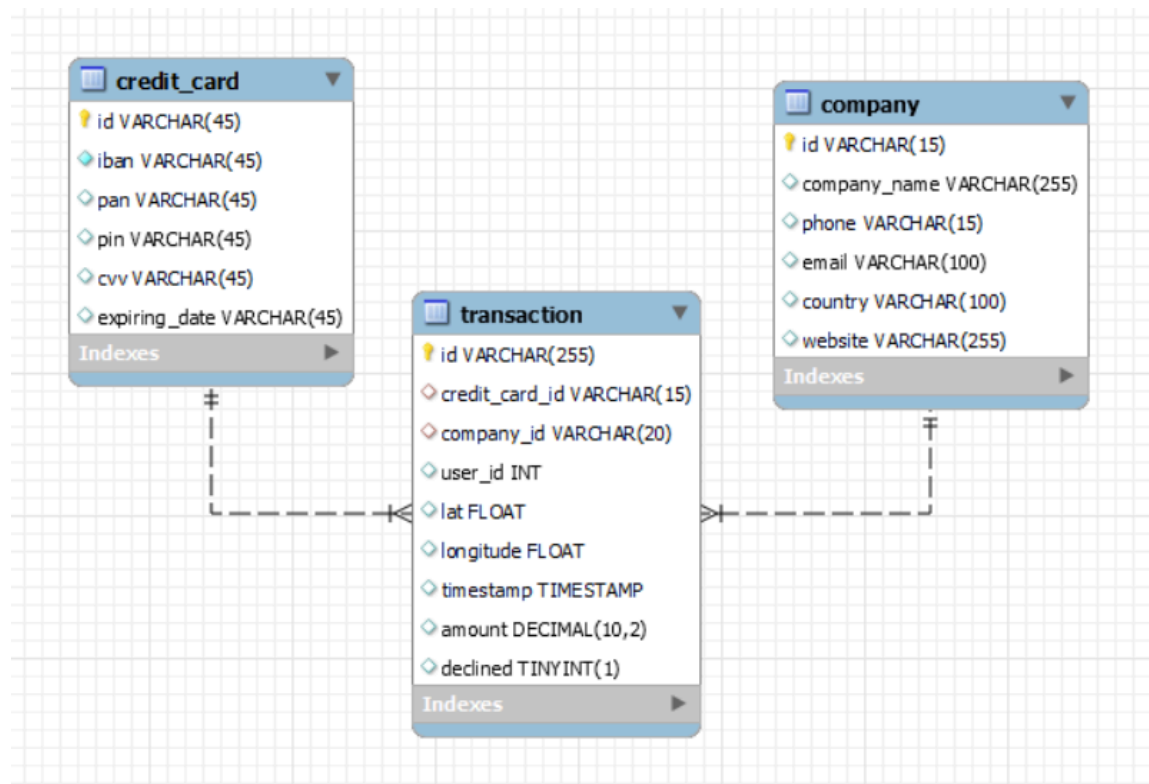 credit_card
id VARCHAR(45)
iban VARCHAR(45)
pan VARCHAR(45)
pin VARCHAR(45)
cvv VARCHAR(45)
expiring_date VARCHAR(45)
Indexes
company
id VARCHAR(15)
company_name VARCHAR(255)
phone VARCHAR(15)
email VARCHAR(100)
country VARCHAR(100)
website VARCHAR(255)
Indexes
transaction
id VARCHAR(255)
credit_card_id VARCHAR(15)
company_id VARCHAR(20)
user_id INT
lat FLOAT
longitude FLOAT
timestamp TIMESTAMP
amount DECIMAL(10,2)
declined TINYINT(1)
Indexes